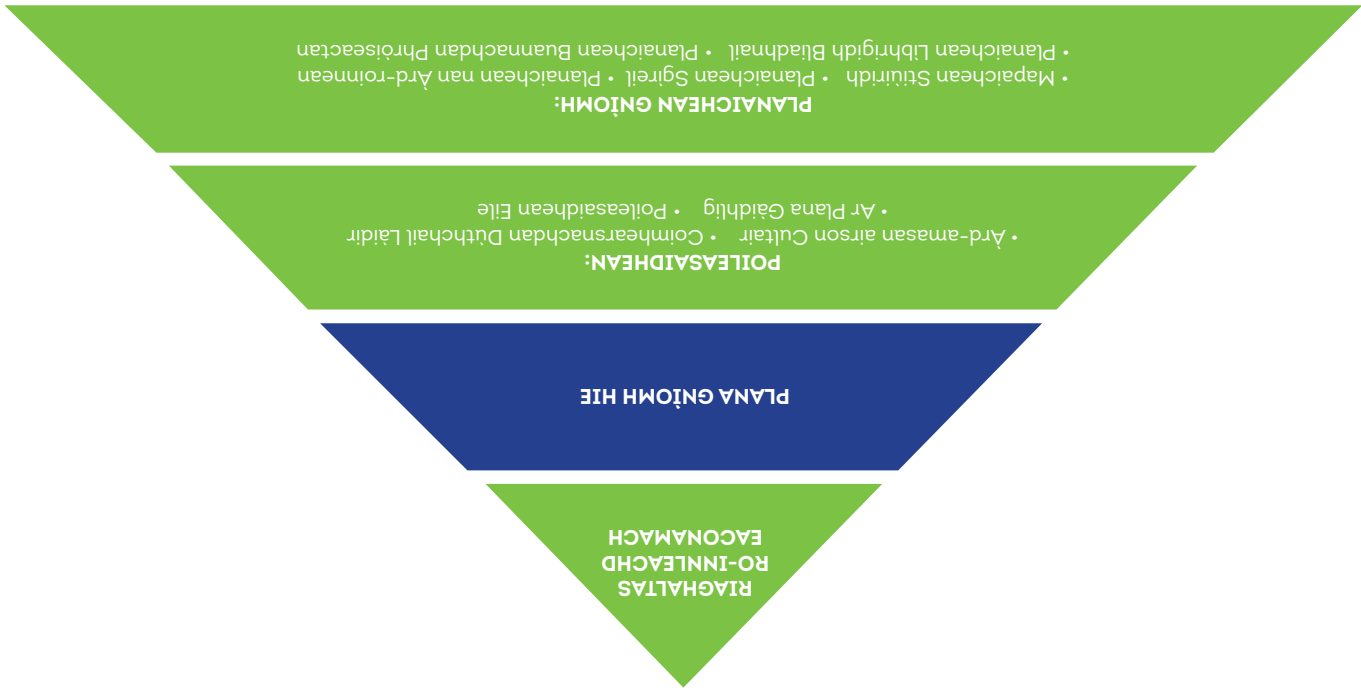 RIAGHALTAS
RO-INNLEACHD
EACONAMACH
PLANA GNÌOMH HIE
POILEASAIDHEAN:
• Àrd-amasan airson Cultair • Coimhearsnachdan Dùthchail Làidir
• Ar Plana Gàidhlig • Poileasaidhean Eile
PLANAICHEAN GNÌOMH:
• Mapaichean Stiùiridh • Planaichean Sgìreil • Planaichean nan Àrd-roinnean
• Planaichean Lìbhrigidh Bliadhnail • Planaichean Buannachdan Phròiseactan